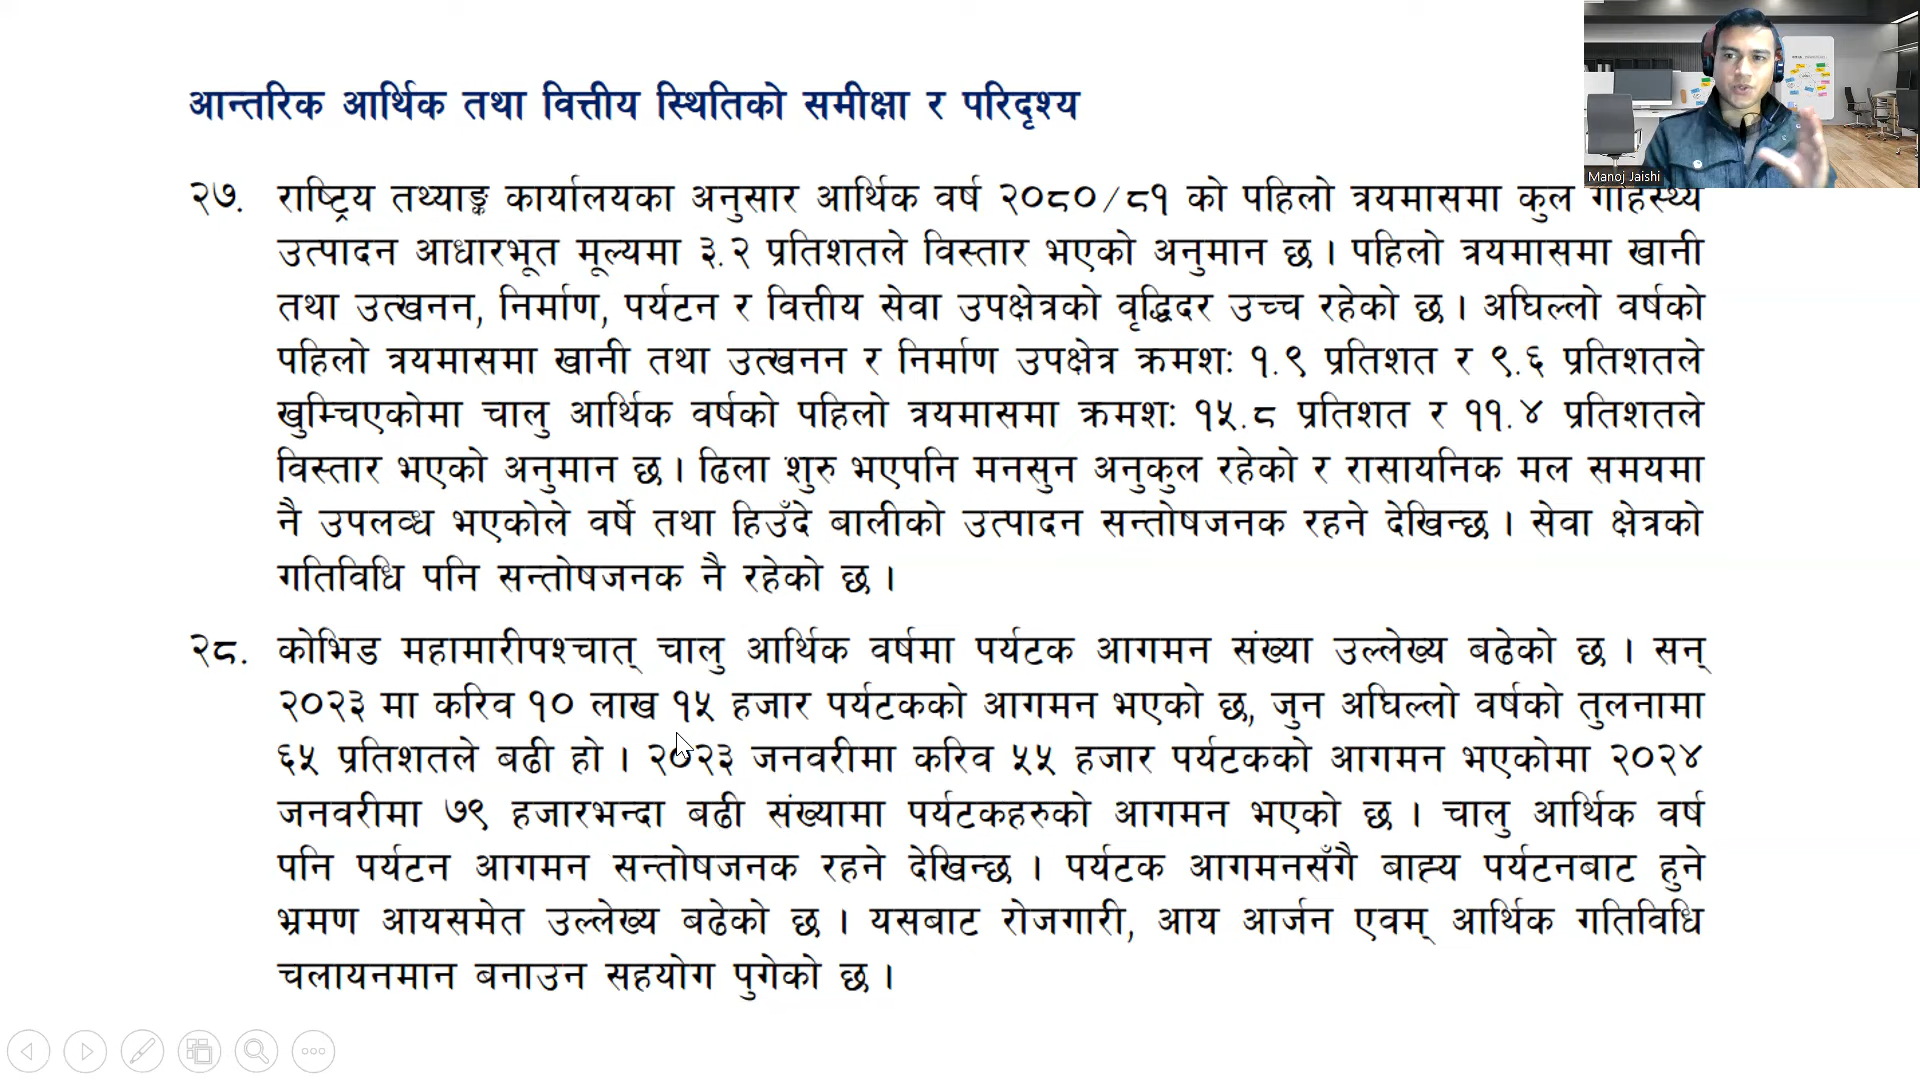 आन्तरिक आर्थिक तथा वित्तीय स्थितिको समीक्षा र परिदृश्य
Manoj Jaishi
२७. राष्ट्रिय तथ्याङ्क कार्यालयका अनुसार आर्थिक वर्ष २०८०/८१ को पहिलो त्रयमासमा कुल गार्हस्थ्य
उत्पादन आधारभूत मूल्यमा ३.२ प्रतिशतले विस्तार भएको अनुमान छ । पहिलो त्रयमासमा खानी
तथा उत्खनन, निर्माण, पर्यटन र वित्तीय सेवा उपक्षेत्रको वृद्धिदर उच्च रहेको छ । अघिल्लो वर्षको
पहिलो त्रयमासमा खानी तथा उत्खनन र निर्माण उपक्षेत्र क्रमशः १.९ प्रतिशत र ९.६ प्रतिशतले
खुम्चिएकोमा चालु आर्थिक वर्षको पहिलो त्रयमासमा क्रमशः १५.८ प्रतिशत र ११.४ प्रतिशतले
विस्तार भएको अनुमान छ । ढिला शुरु भएपनि मनसुन अनुकुल रहेको र रासायनिक मल समयमा
नै उपलव्ध भएकोले वर्षे तथा हिउँदे बालीको उत्पादन सन्तोषजनक रहने देखिन्छ । सेवा क्षेत्रको
गतिविधि पनि सन्तोषजनक नै रहेको छ ।
२८. कोभिड महामारीपश्चात् चालु आर्थिक वर्षमा पर्यटक आगमन संख्या उल्लेख्य बढेको छ । सन्
२०२३ मा करिव १० लाख १५ हजार पर्यटकको आगमन भएको छ, जुन अघिल्लो वर्षको तुलनामा
६५ प्रतिशतले बढी हो । २०२३ जनवरीमा करिव ५५ हजार पर्यटकको आगमन भएकोमा २०२४
जनवरीमा ७९ हजारभन्दा बढी संख्यामा पर्यटकहरुको आगमन भएको छ । चालु आर्थिक वर्ष
पनि पर्यटन आगमन सन्तोषजनक रहने देखिन्छ । पर्यटक आगमनसँगै बाह्य पर्यटनबाट हुने
भ्रमण आयसमेत उल्लेख्य बढेको छ । यसबाट रोजगारी, आय आर्जन एवम् आर्थिक गतिविधि
चलायनमान बनाउन सहयोग पुगेको छ ।